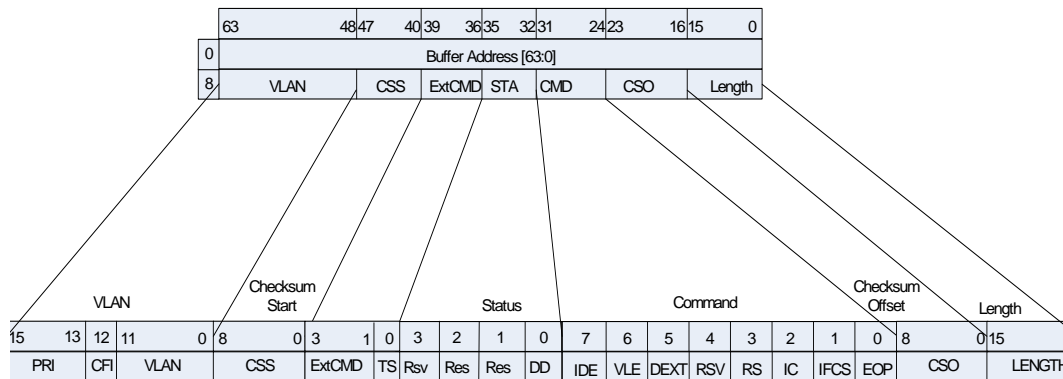 63 48 47 40 39 36 35 32 31 24 23 16 15 0
0 Buffer Address [63:0]
8 VLAN CSS ExtCMD STA CMD CSO Length
VLAN Checksum Start Status Command Checksum Offset Length
15 13 12 11 0 8 0 3 1 0 3 2 1 0 7 6 5 4 3 2 1 0 8 0 15
PRI CFI VLAN CSS ExtCMD TS Rsv Res Res DD IDE VLE DEXT RSV RS IC IFCS EOP CSO